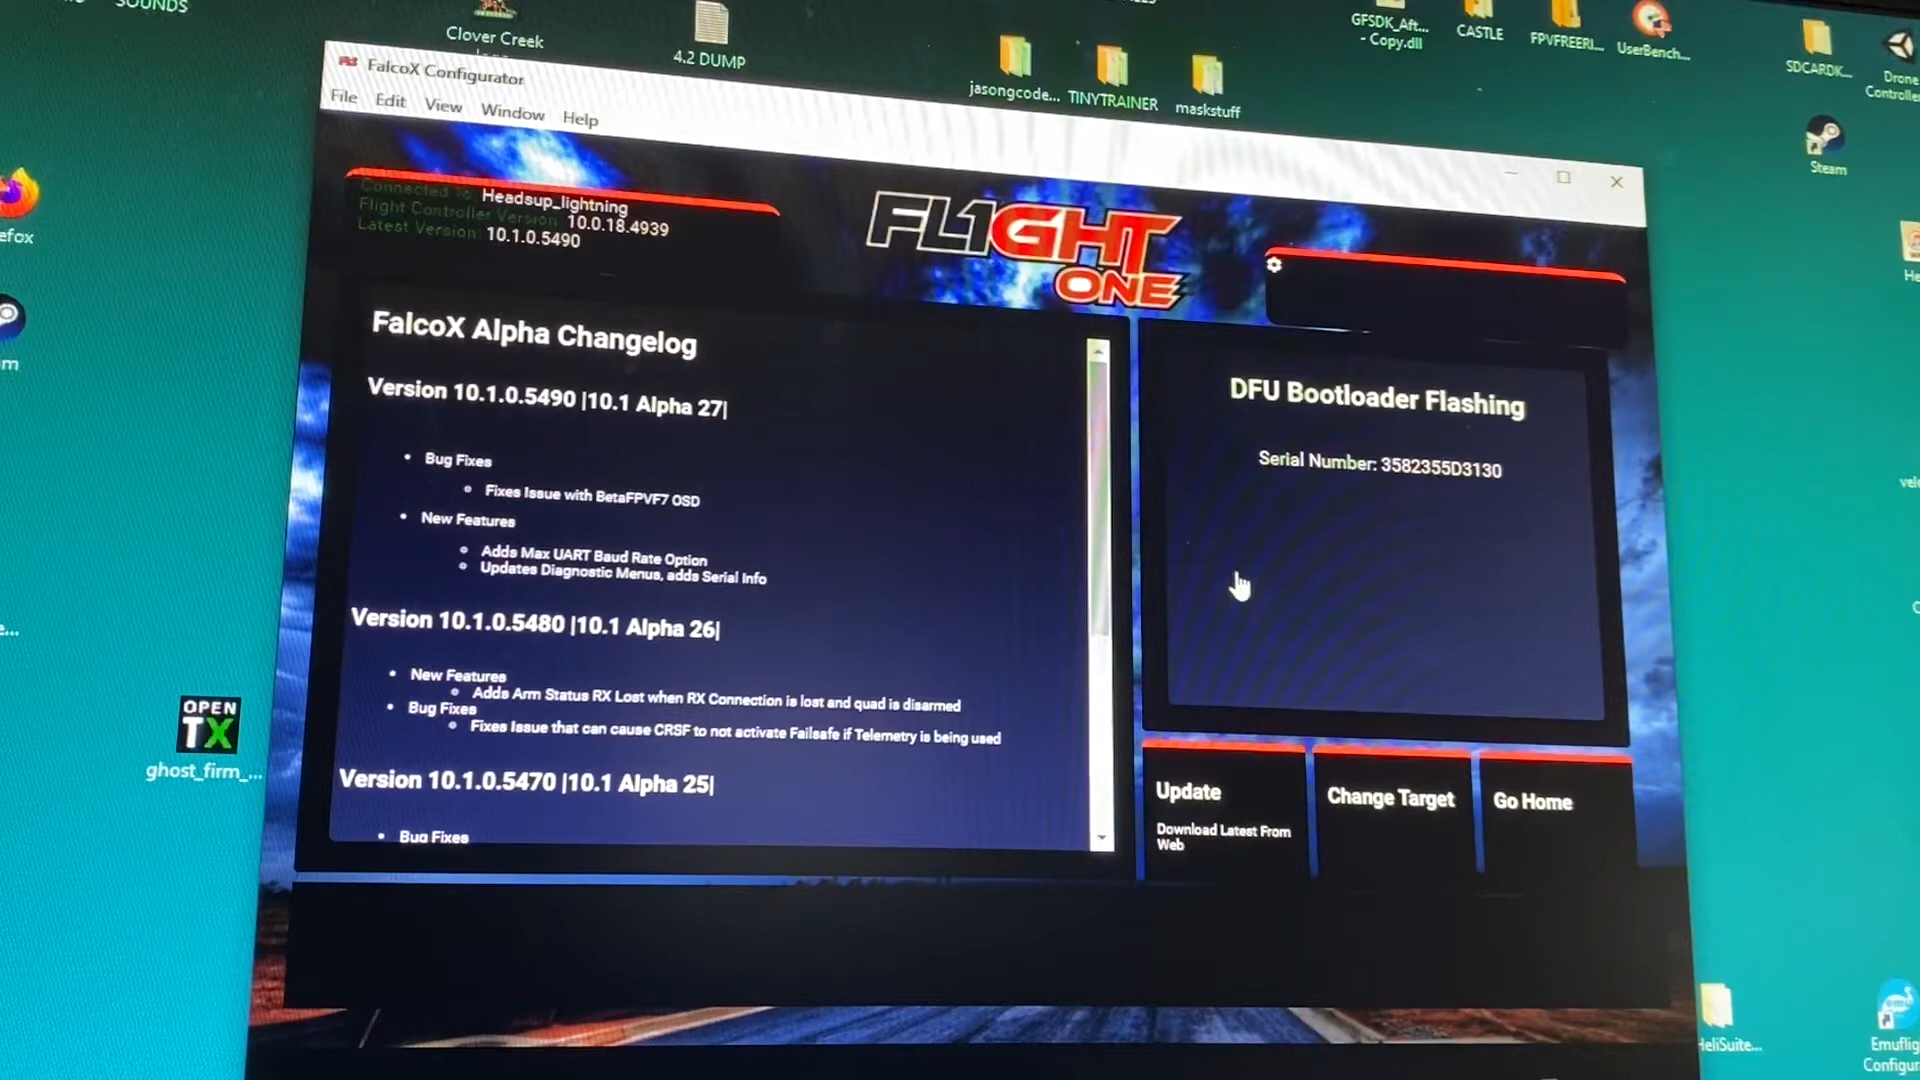 SOUNDS
Clover Creek
4.2 DUMP
jasongcode...
TINYTRAINER
maskstuff
GFSDK_Aft...
- Copy.dll
CASTLE
FPVFREERI...
UserBench...
SDCARDK...
Drone
Controlle
Steam
efox
m
ghost_firm_...
OPEN
TX
HeliSuite...
Emuflig
Configur
FalcoX Configurator
File Edit View Window Help
Connected To: Headsup_lightning
Flight Controller Version: 10.0.18.4939
Latest Version: 10.1.0.5490
FL1GHT
ONE
FalcoX Alpha Changelog
Version 10.1.0.5490 |10.1 Alpha 27|
Bug Fixes
Fixes Issue with BetaFPVF7 OSD
New Features
Adds Max UART Baud Rate Option
Updates Diagnostic Menus, adds Serial Info
Version 10.1.0.5480 |10.1 Alpha 26|
New Features
Adds Arm Status RX Lost when RX Connection is lost and quad is disarmed
Bug Fixes
Fixes Issue that can cause CRSF to not activate Failsafe if Telemetry is being used
Version 10.1.0.5470 |10.1 Alpha 25|
Bug Fixes
DFU Bootloader Flashing
Serial Number: 3582355D3130
Update
Download Latest From
Web
Change Target
Go Home